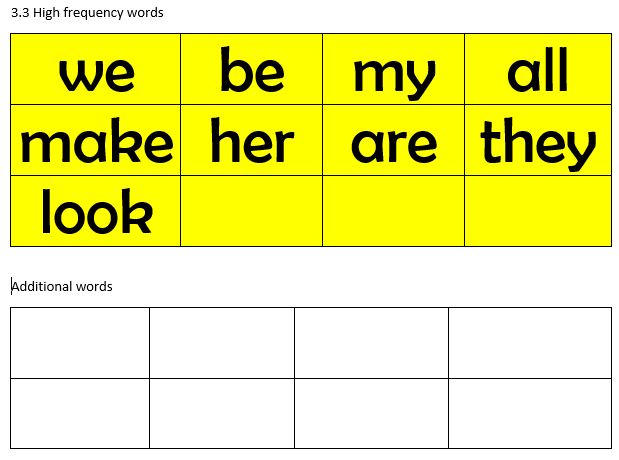 3.3 High frequency words
we be my all
make her are they
look
Additional words